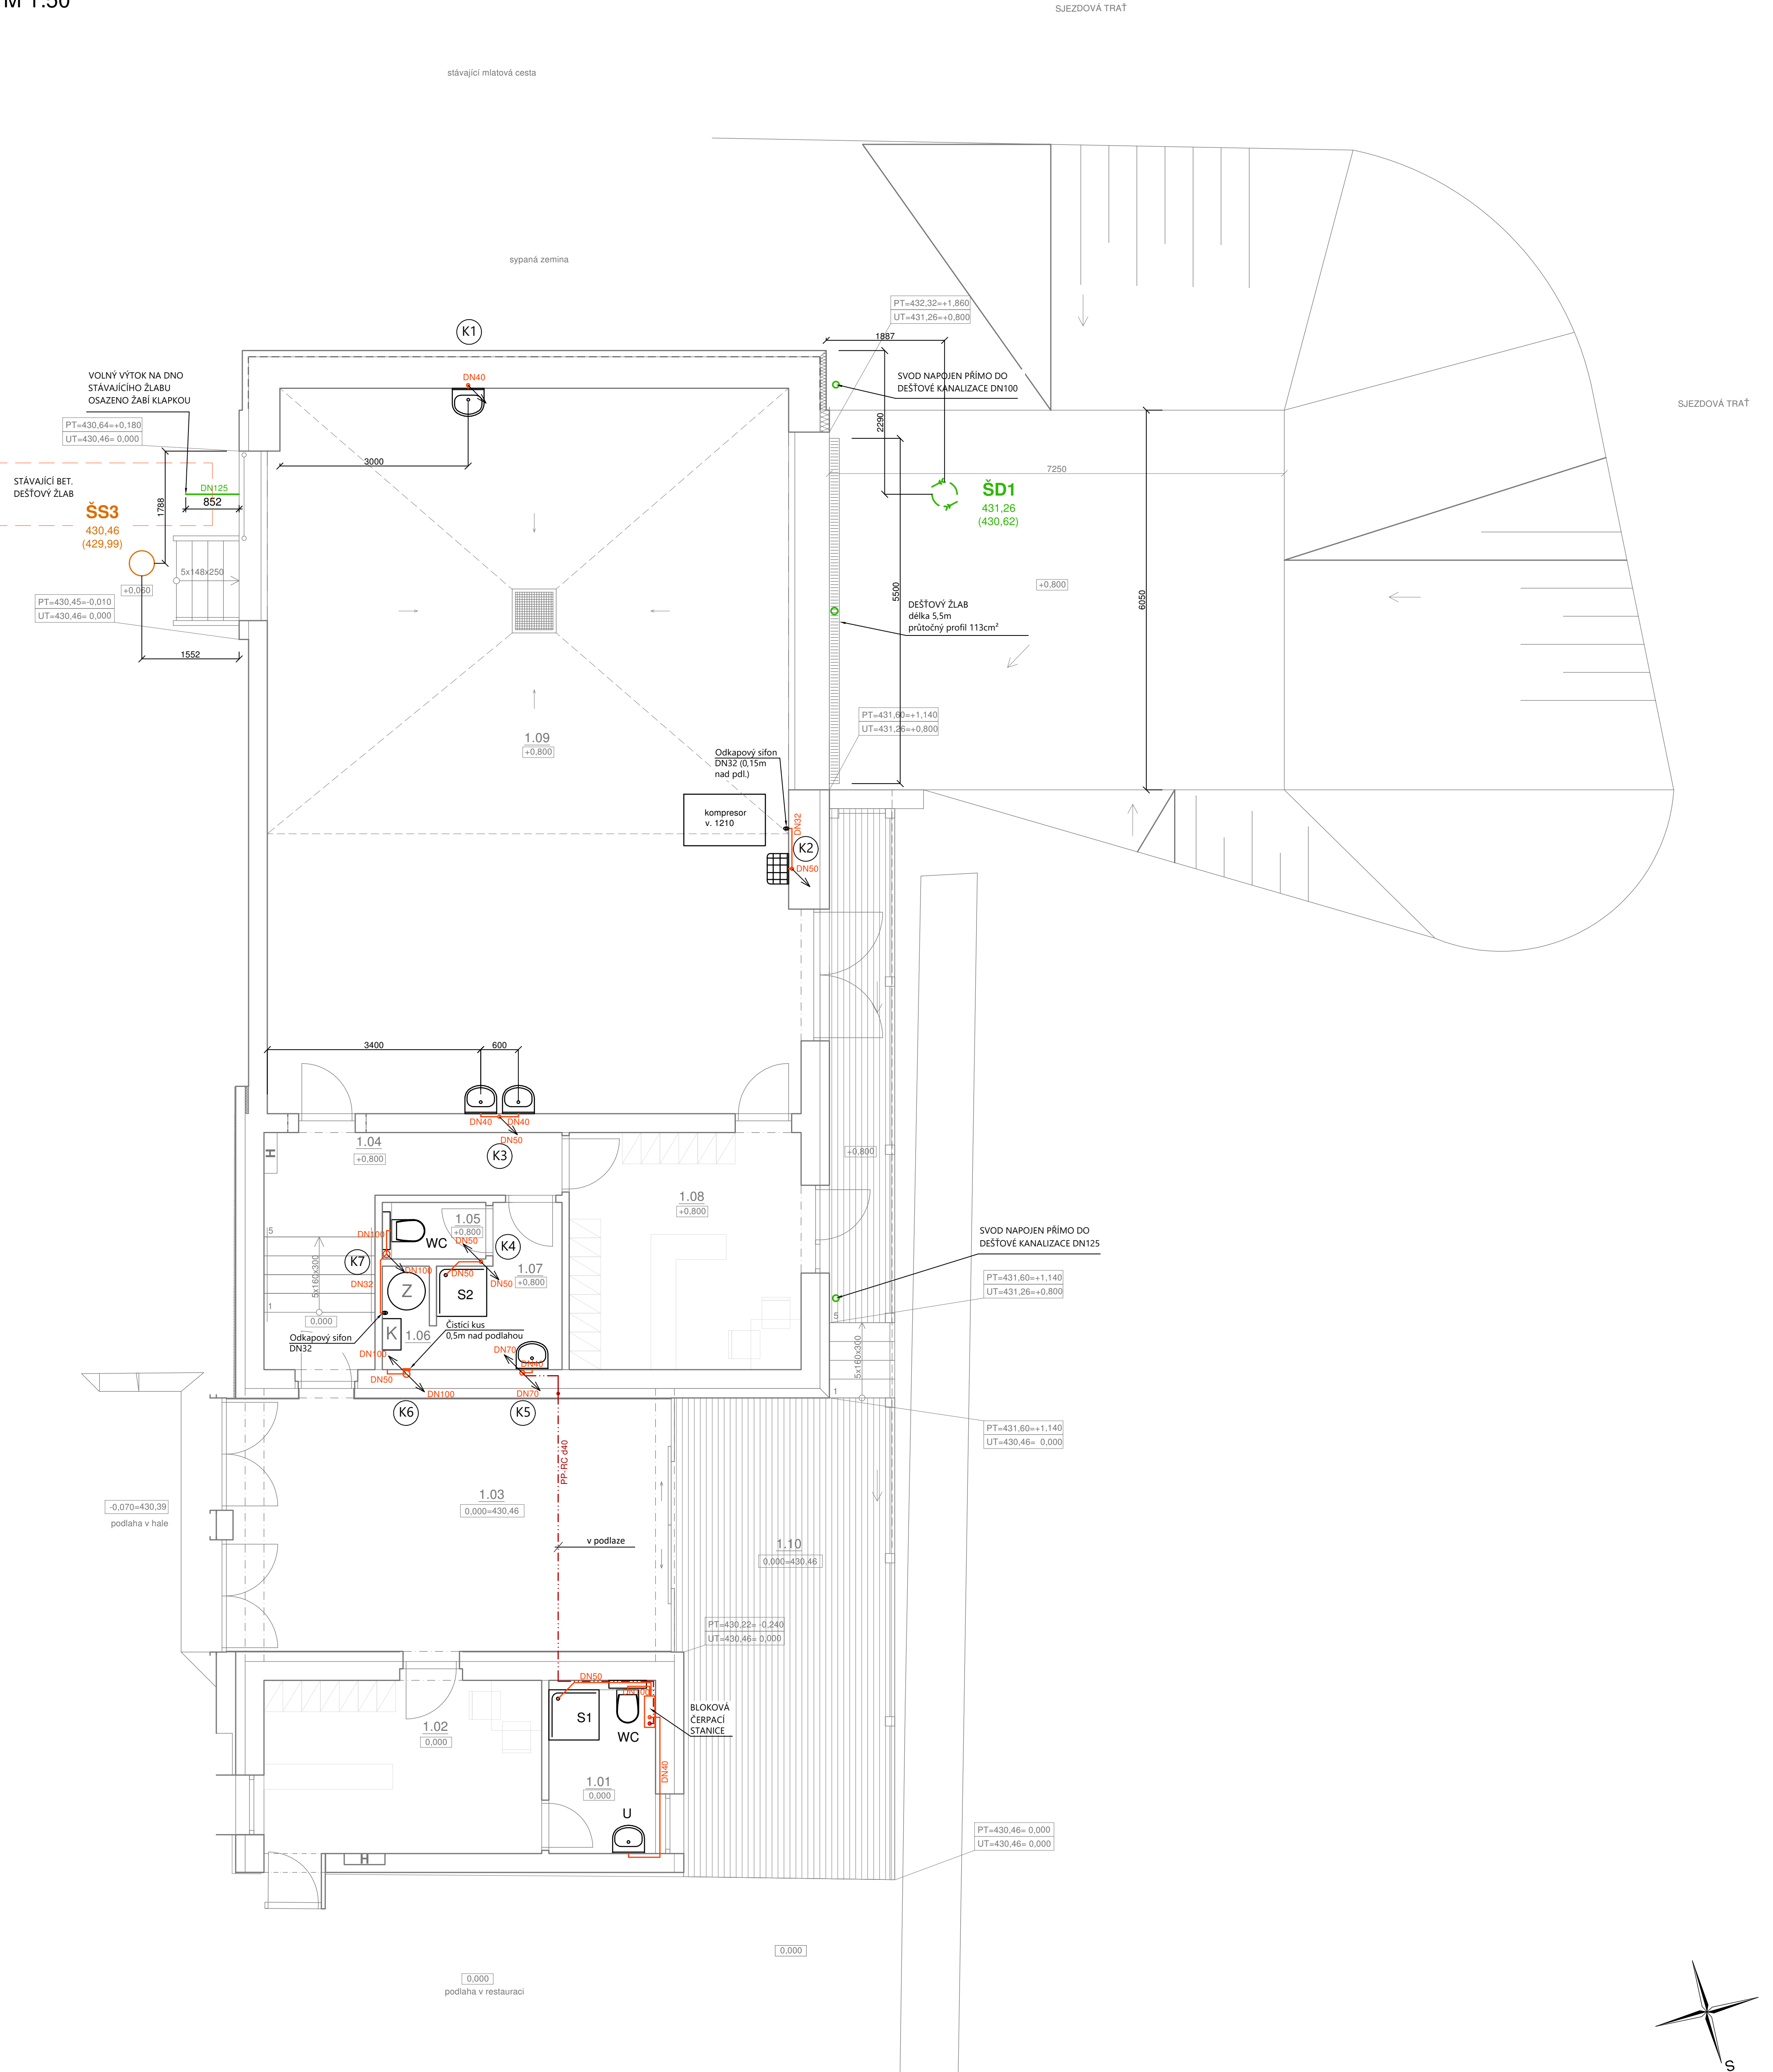 M 1:50
SJEZDOVÁ TRAŤ
stávající mlatová cesta
sypaná zemina
PT=432,32=+1,860
UT=431,26=+0,800
K1
1887
VOLNÝ VÝTOK NA DNO
STÁVAJÍCÍHO ŽLABU
OSAZENO ŽABÍ KLAPKOU
DN40
SVOD NAPOJEN PŘÍMO DO
DEŠŤOVÉ KANALIZACE DN100
SJEZDOVÁ TRAŤ
PT=430,64=+0,180
UT=430,46= 0,000
2290
3000
7250
STÁVAJÍCÍ BET.
DEŠŤOVÝ ŽLAB
DN125
852
1788
ŠS3
430,46
(429,99)
ŠD1
431,26
(430,62)
5x148x250
+0,060
PT=430,45=-0,010
UT=430,46= 0,000
1552
5500
+0,800
6050
DEŠŤOVÝ ŽLAB
délka 5,5m
průtočný profil 113cm²
PT=431,60=+1,140
UT=431,26=+0,800
1.09
+0,800
Odkapový sifon
DN32 (0,15m
nad pdl.)
kompresor
v. 1210
DN32
K2
DN50
3400
600
DN40
DN40
DN50
K3
1.04
+0,800
H
+0,800
1.08
+0,800
1.05
+0,800
DN100
WC
DN50
K4
K7
DN100
DN50
1.07
+0,800
DN50
DN32
Z
S2
5
5x160x300
1
0,000
SVOD NAPOJEN PŘÍMO DO
DEŠŤOVÉ KANALIZACE DN125
PT=431,60=+1,140
UT=431,26=+0,800
Odkapový sifon
DN32
K
1.06
Čistící kus
0,5m nad podlahou
DN100
DN50
DN100
DN70
DN40
DN70
K6
K5
5
5x160x300
1
PT=431,60=+1,140
UT=430,46= 0,000
PP-RC d40
1.03
0,000=430,46
-0,070=430,39
podlaha v hale
v podlaze
1.10
0,000=430,46
PT=430,22= -0,240
UT=430,46= 0,000
DN50
S1
WC
BLOKOVÁ
ČERPACÍ
STANICE
1.02
0,000
DN40
1.01
0,000
U
H
PT=430,46= 0,000
UT=430,46= 0,000
0,000
0,000
podlaha v restauraci
S